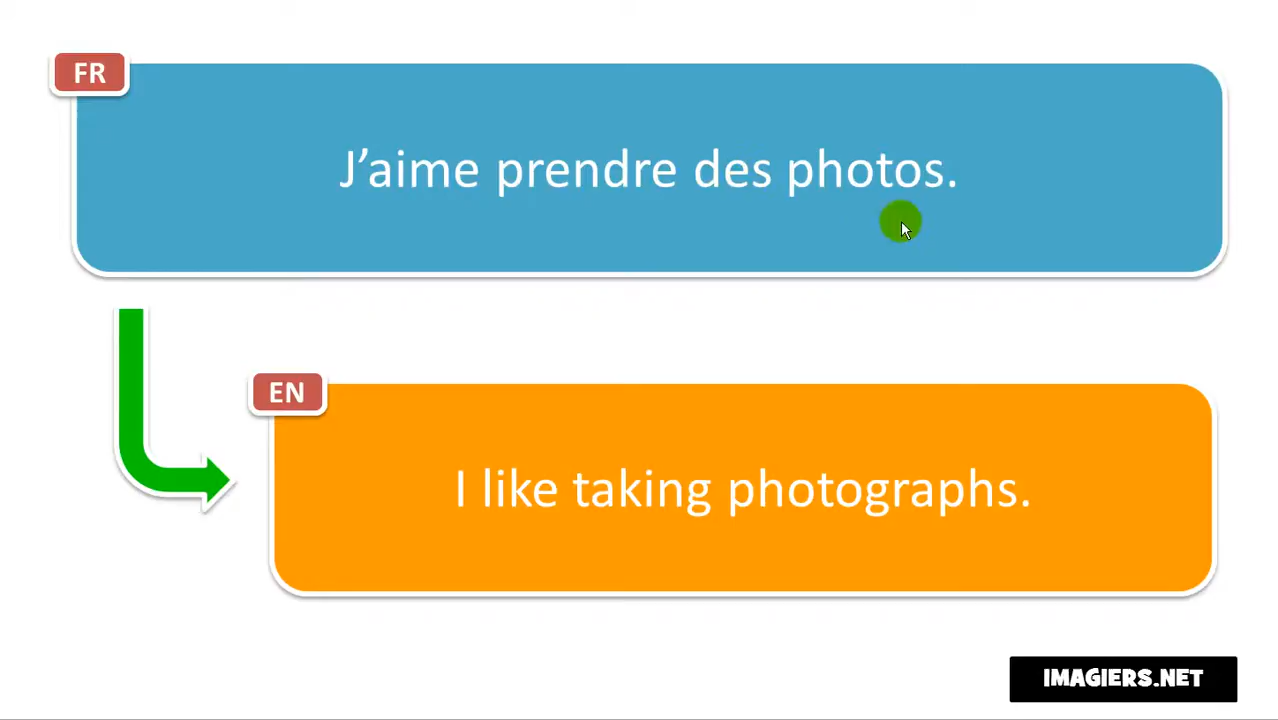 FR
J’aime prendre des photos.
EN
I like taking photographs.
IMAGIERS.NET